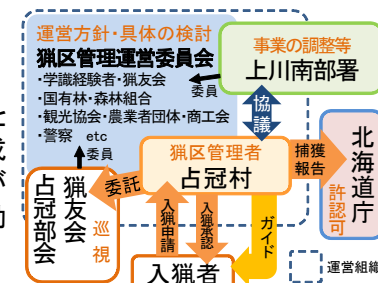 運営方針・具体の検討
猟区管理運営委員会
・学識経験者・猟友会
・国有林・森林組合
・観光協会・農業者団体・商工会
・警察 etc
委員
事業の調整等
上川南部署
委員
協議
猟区管理者
占冠村
捕獲
報告
北海道庁
許認可
委託
猟友会
占冠部会
巡視
入猟申請
入猟承認
ガイド
入猟者
運営組織